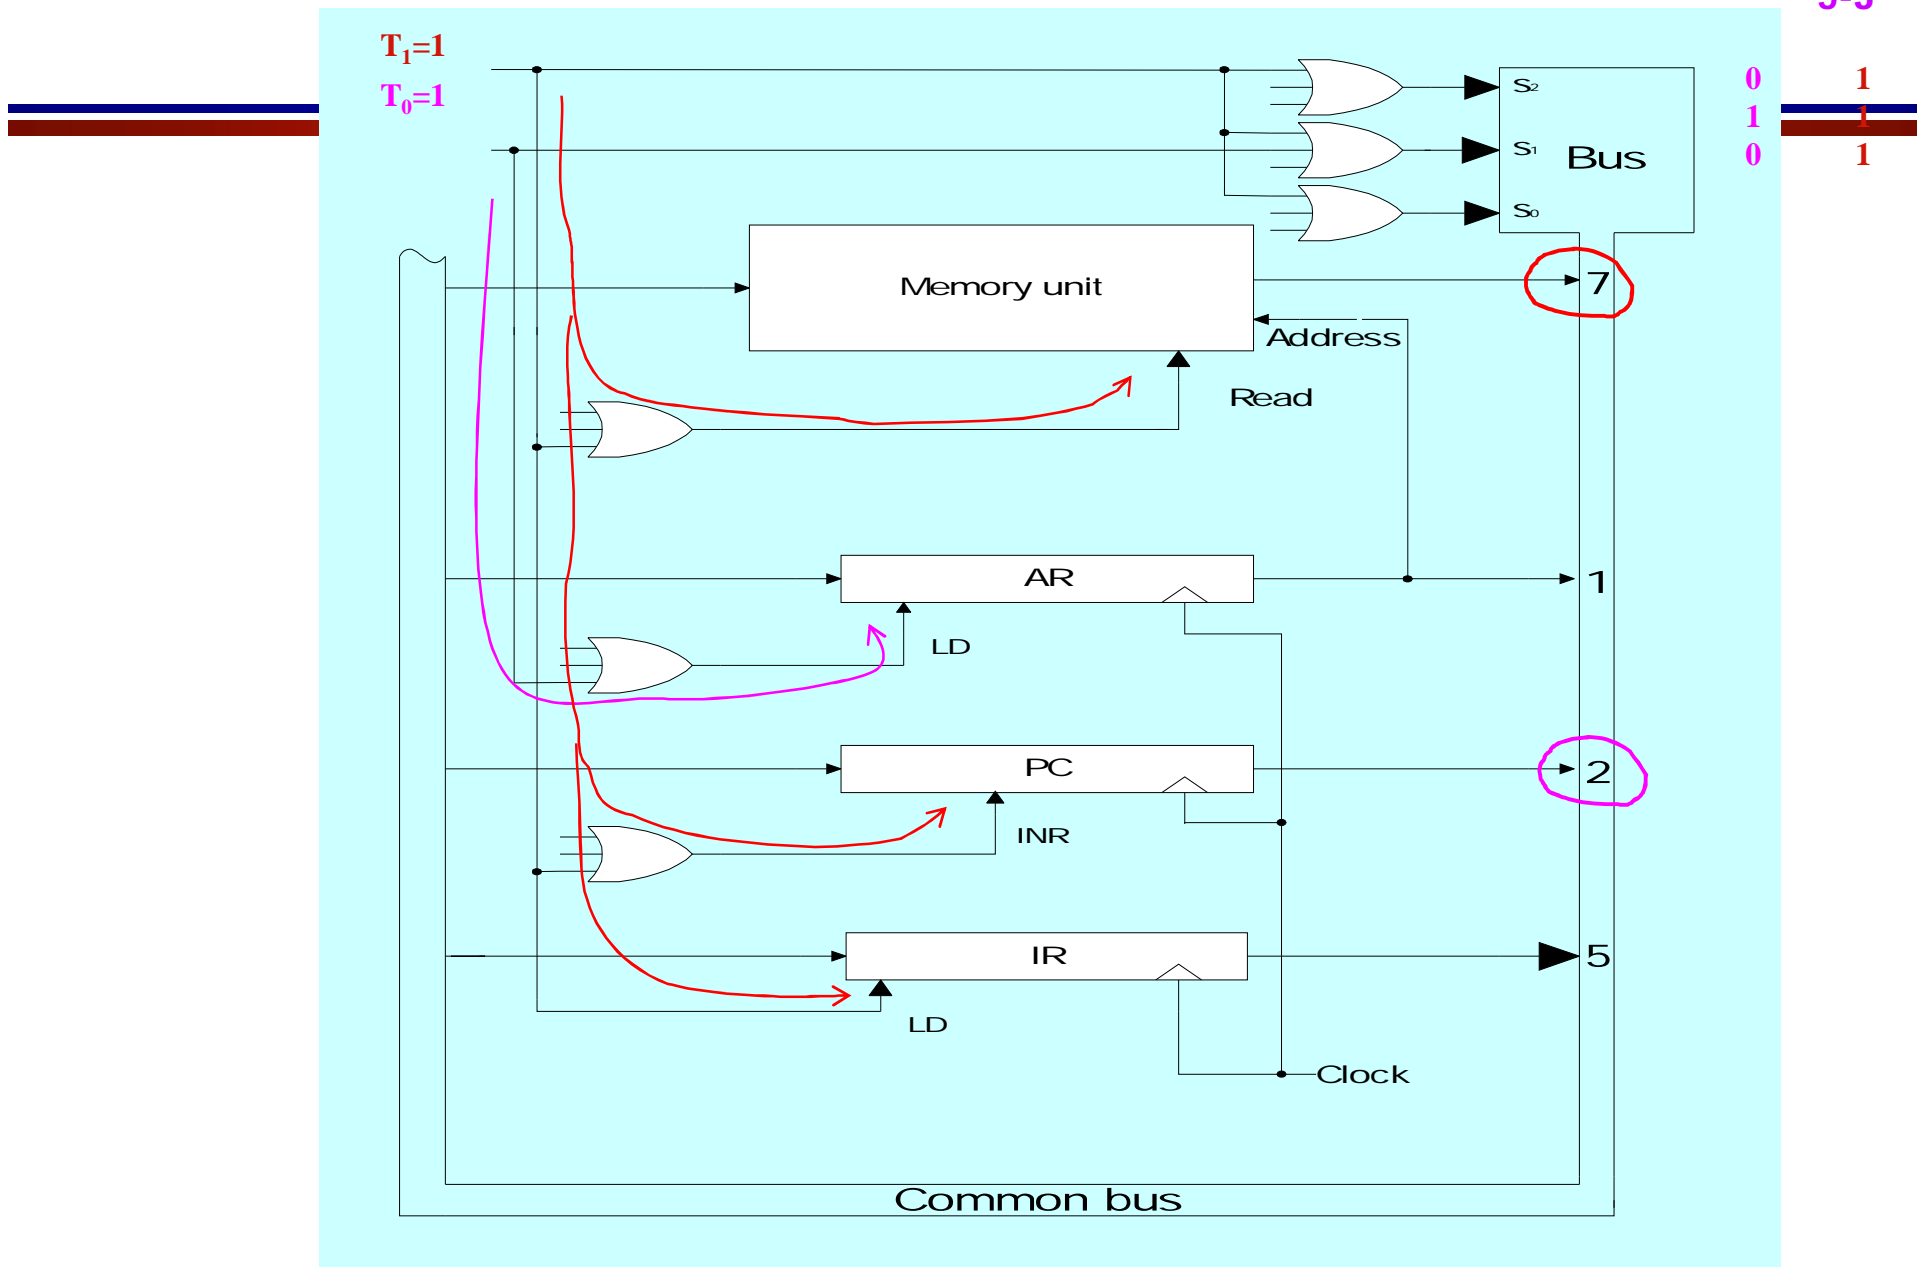 T₁=1
T₀=1
S₂
S₁
S₀
Bus
0 1
1 1
0 1
Memory unit
7
Address
Read
AR
1
LD
PC
2
INR
IR
5
LD
Clock
Common bus